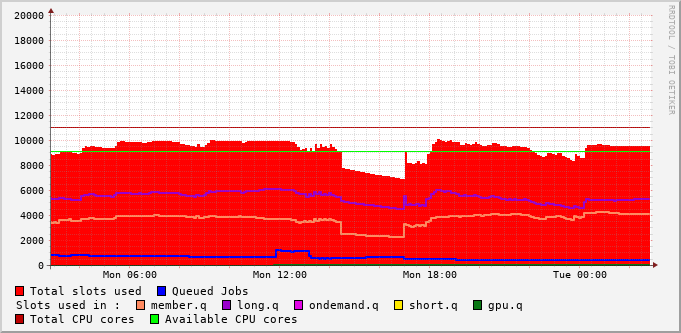 20000
18000
16000
14000
12000
10000
8000
6000
4000
2000
0
Mon 06:00 Mon 12:00 Mon 18:00 Tue 00:00
Total slots used Queued Jobs
Slots used in : member.q long.q ondemand.q short.q gpu.q
Total CPU cores Available CPU cores
RRDTOOL / TOBI OETIKER